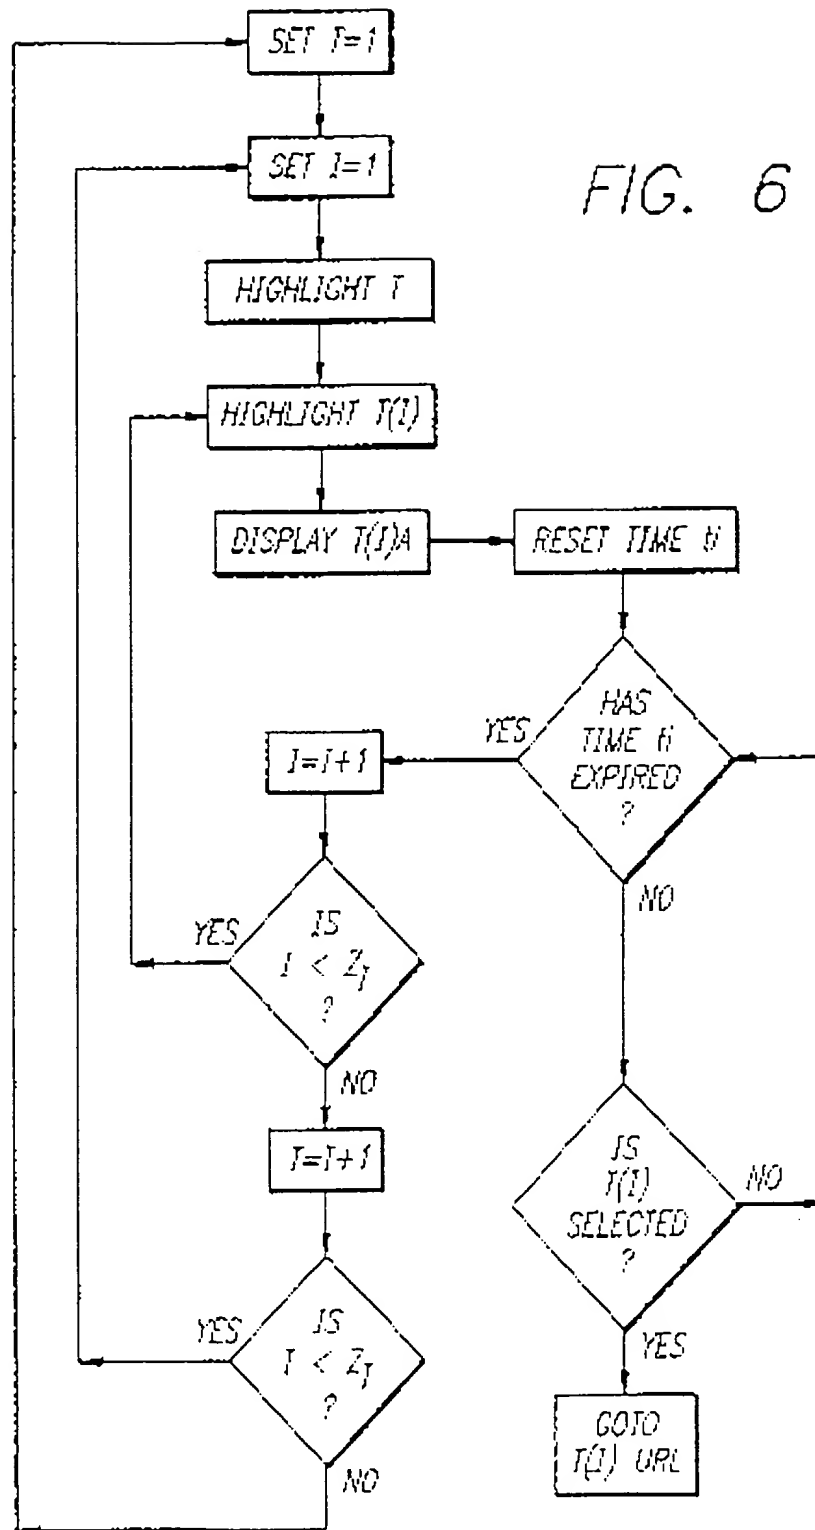 SET T=1
SET I=1
FIG. 6
HIGHLIGHT T
HIGHLIGHT T(I)
DISPLAY T(I)A
RESET TIME N
HAS
TIME N
EXPIRED
?
YES
NO
I=I+1
IS
I < Z
?
YES
NO
T=T+1
IS
T(I)
SELECTED
?
NO
YES
IS
< Z
?
YES
NO
GOTO
T(I) URL